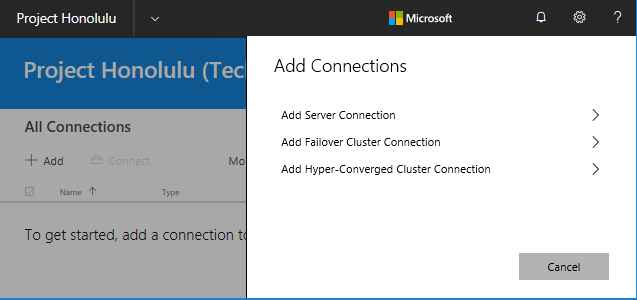 Project Honolulu
Microsoft
?
Project Honolulu (Tec
Add Connections
Add Server Connection
Add Failover Cluster Connection
Add Hyper-Converged Cluster Connection
Cancel
All Connections
Add Connect Mo
Name Type
To get started, add a connection to